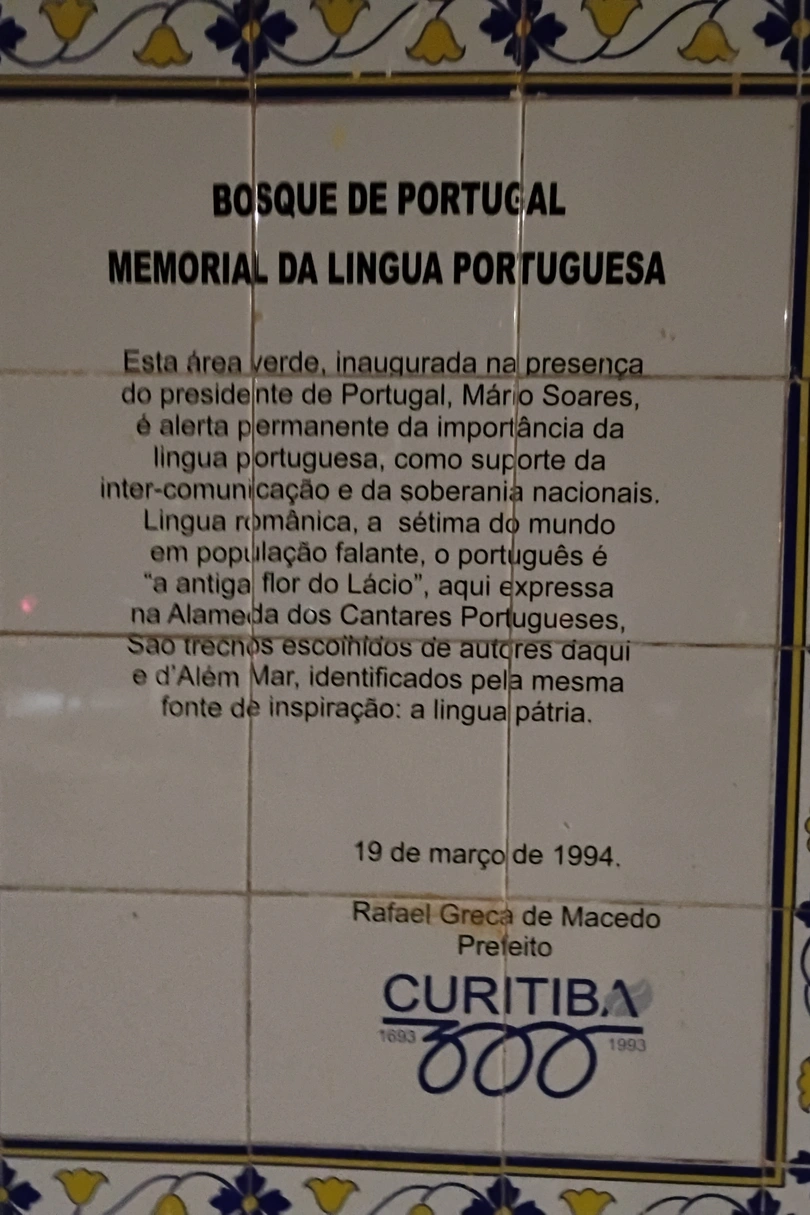 BOSQUE DE PORTUGAL
MEMORIAL DA LINGUA PORTUGUESA
Esta área verde, inaugurada na presença
do presidente de Portugal, Mário Soares,
é alerta permanente da importância da
lingua portuguesa, como suporte da
inter-comunicação e da soberania nacionais.
Lingua românica, a sétima do mundo
em população falante, o português é
“a antiga flor do Lácio”, aqui expressa
na Alameda dos Cantares Portugueses,
São trechos escolhidos de autores daqui
e d’Além Mar, identificados pela mesma
fonte de inspiração: a lingua pátria.
19 de março de 1994.
Rafael Greca de Macedo
Prefeito
CURITIBA
1693 300 1993